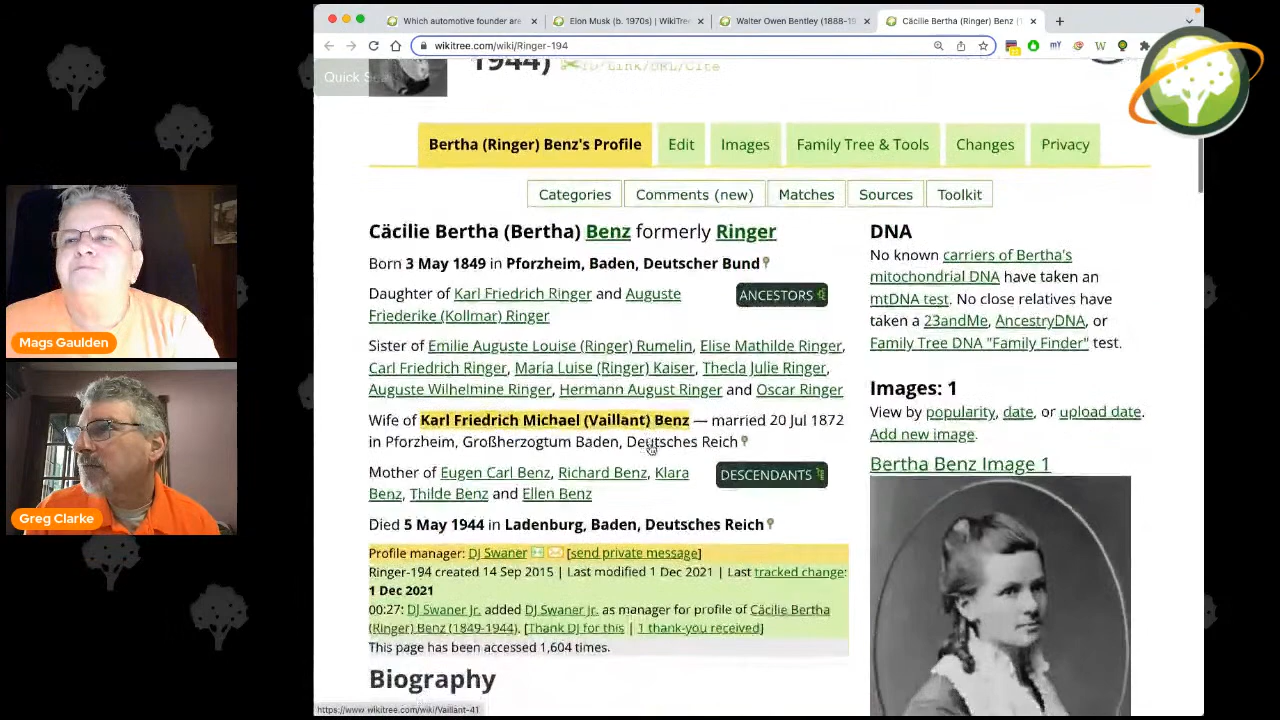 Which automotive founder are
Elon Musk (b. 1970s) | WikiTre
Walter Owen Bentley (1888-19
Cäcilie Bertha (Ringer) Benz (1
wikitree.com/wiki/Ringer-194
Quick Se
1944)
ID/Link/URL/Cite
Bertha (Ringer) Benz's Profile
Edit
Images
Family Tree & Tools
Changes
Privacy
Categories
Comments (new)
Matches
Sources
Toolkit
Cäcilie Bertha (Bertha) Benz formerly Ringer
Born 3 May 1849 in Pforzheim, Baden, Deutscher Bund
Daughter of Karl Friedrich Ringer and Auguste
Friederike (Kollmar) Ringer
ANCESTORS
Sister of Emilie Auguste Louise (Ringer) Rumelin, Elise Mathilde Ringer,
Carl Friedrich Ringer, Maria Luise (Ringer) Kaiser, Thecla Julie Ringer,
Auguste Wilhelmine Ringer, Hermann August Ringer and Oscar Ringer
Wife of Karl Friedrich Michael (Vaillant) Benz — married 20 Jul 1872
in Pforzheim, Großherzogtum Baden, Deutsches Reich
Mother of Eugen Carl Benz, Richard Benz, Klara
Benz, Thilde Benz and Ellen Benz
DESCENDANTS
Died 5 May 1944 in Ladenburg, Baden, Deutsches Reich
Profile manager: DJ Swaner [send private message]
Ringer-194 created 14 Sep 2015 | Last modified 1 Dec 2021 | Last tracked change:
1 Dec 2021
00:27: DJ Swaner Jr. added DJ Swaner Jr. as manager for profile of Cäcilie Bertha
(Ringer) Benz (1849-1944). [Thank DJ for this | 1 thank-you received]
This page has been accessed 1,604 times.
Biography
DNA
No known carriers of Bertha's
mitochondrial DNA have taken an
mtDNA test. No close relatives have
taken a 23andMe, AncestryDNA, or
Family Tree DNA "Family Finder" test.
Images: 1
View by popularity, date, or upload date.
Add new image.
Bertha Benz Image 1
https://www.wikitree.com/wiki/Vaillant-41
Mags Gaulden
Greg Clarke